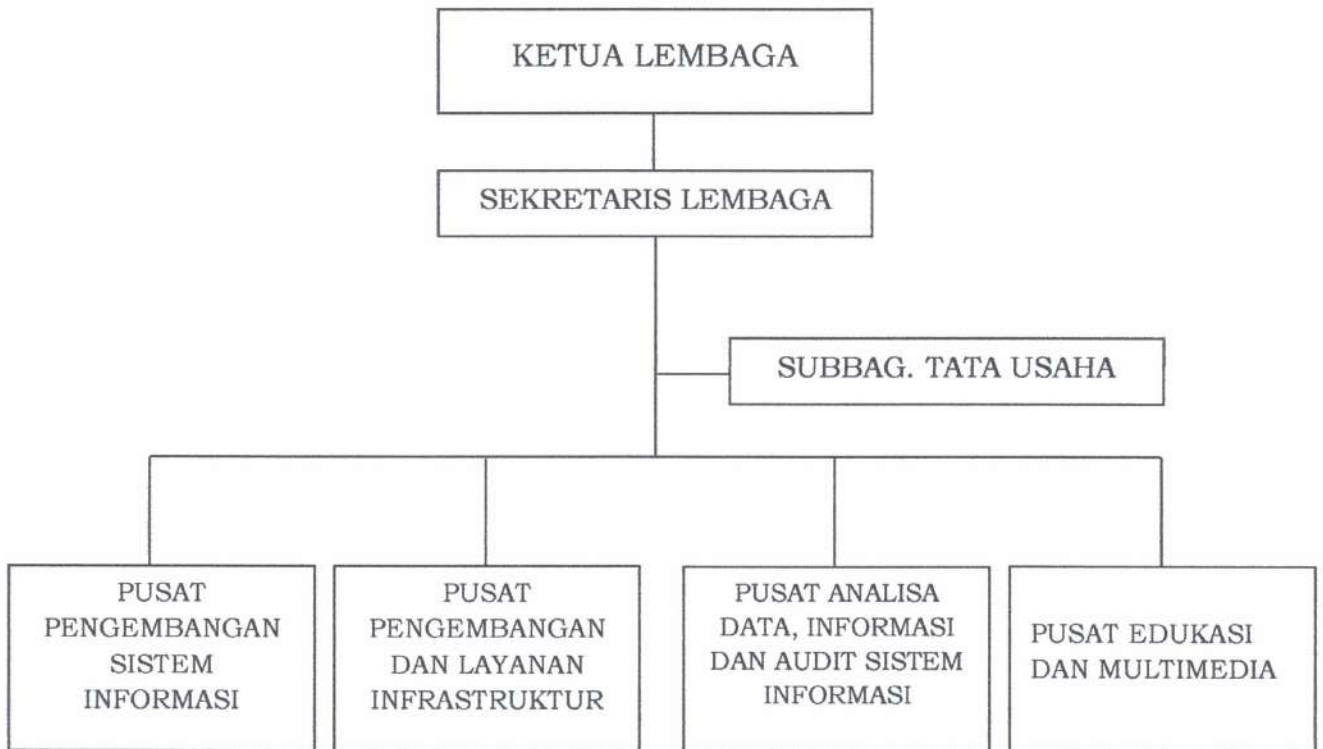 KETUA LEMBAGA
SEKRETARIS LEMBAGA
SUBBAG. TATA USAHA
PUSAT
PENGEMBANGAN
SISTEM
INFORMASI
PUSAT
PENGEMBANGAN
DAN LAYANAN
INFRASTRUKTUR
PUSAT ANALISA
DATA, INFORMASI
DAN AUDIT SISTEM
INFORMASI
PUSAT EDUKASI
DAN MULTIMEDIA